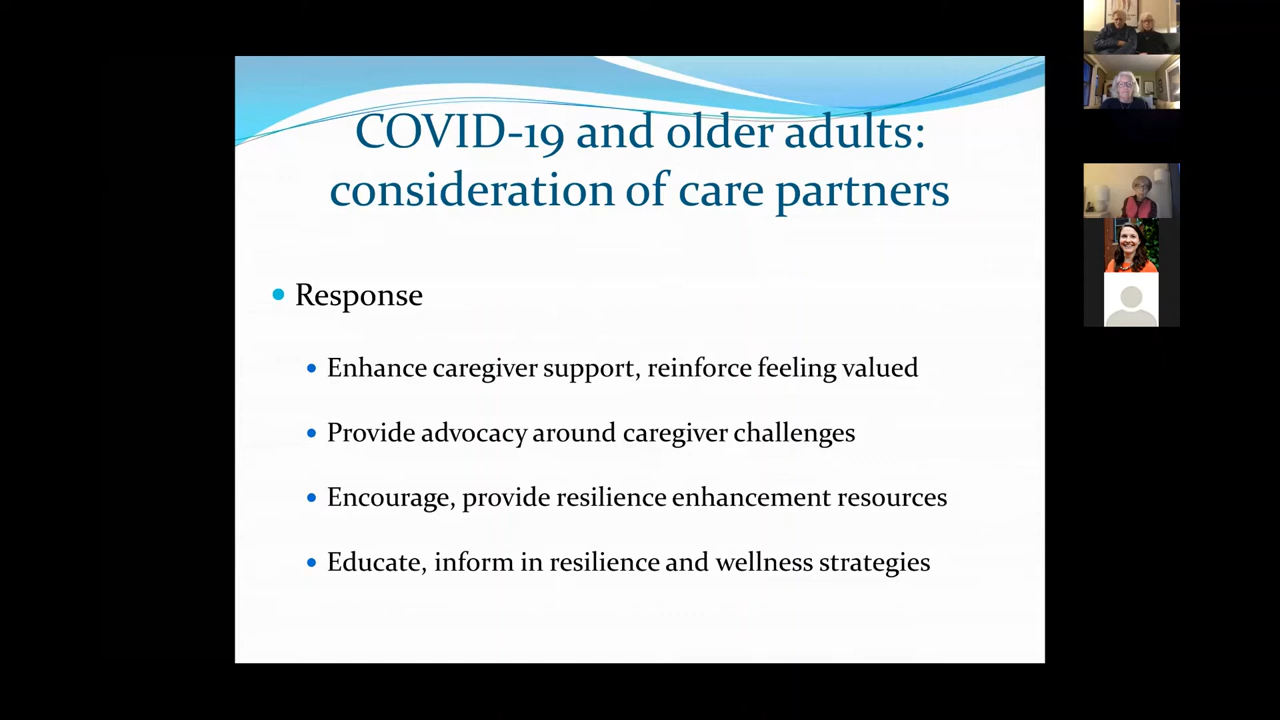 COVID-19 and older adults:
consideration of care partners
Response
Enhance caregiver support, reinforce feeling valued
Provide advocacy around caregiver challenges
Encourage, provide resilience enhancement resources
Educate, inform in resilience and wellness strategies